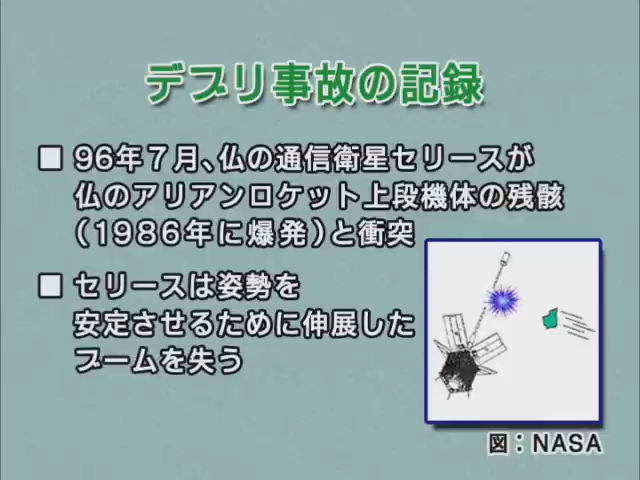 デブリ事故の記録
■ 96年７月、仏の通信衛星セリースが
仏のアリアンロケット上段機体の残骸
（１９８６年に爆発）と衝突
■ セリースは姿勢を
安定させるために伸展した
ブームを失う
図：NASA